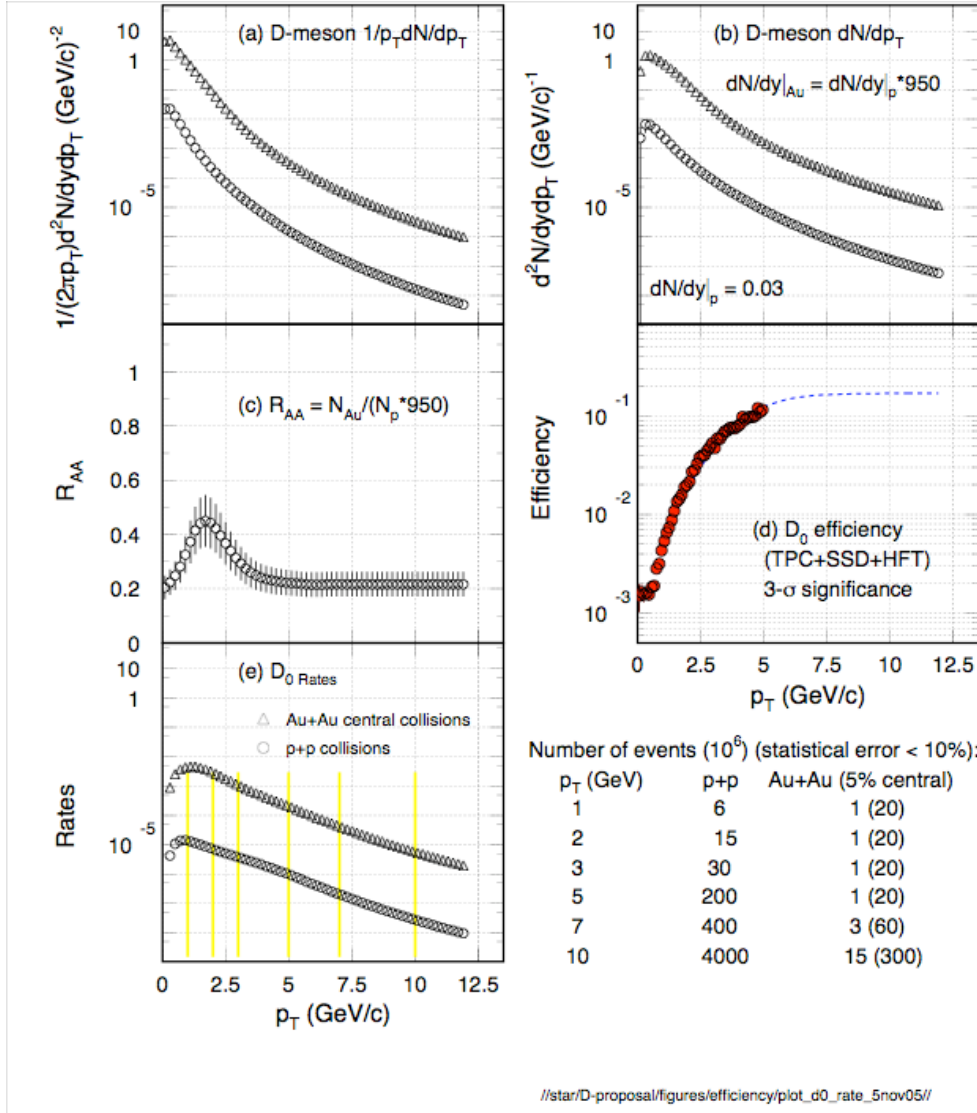 (a) D-meson 1/p_T dN/dp_T
1/(2πp_T)d²N/dydp_T (GeV/c)⁻²
10
1
10⁻⁵
(b) D-meson dN/dp_T
dN/dy|_Au = dN/dy|_p*950
dN/dy|_p = 0.03
d²N/dydp_T (GeV/c)⁻¹
10
1
10⁻⁵
(c) R_AA = N_Au/(N_p*950)
R_AA
1
0.8
0.6
0.4
0.2
0
(d) D_0 efficiency
(TPC+SSD+HFT)
3-σ significance
Efficiency
10⁻¹
10⁻²
10⁻³
0 2.5 5 7.5 10 12.5
p_T (GeV/c)
(e) D_0 Rates
Au+Au central collisions
p+p collisions
Rates
10
1
10⁻⁵
0 2.5 5 7.5 10 12.5
p_T (GeV/c)
Number of events (10⁶) (statistical error < 10%):
p_T (GeV) p+p Au+Au (5% central)
1 6 1 (20)
2 15 1 (20)
3 30 1 (20)
5 200 1 (20)
7 400 3 (60)
10 4000 15 (300)
//star/D-proposal/figures/efficiency/plot_d0_rate_5nov05//